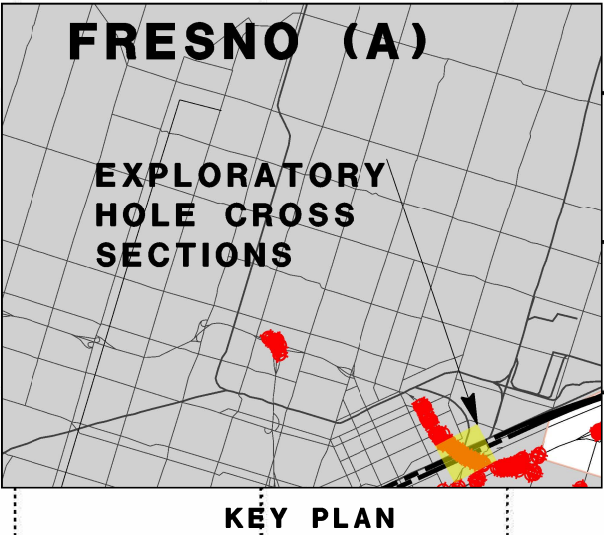 FRESNO (A)
EXPLORATORY
HOLE CROSS
SECTIONS
KEY PLAN